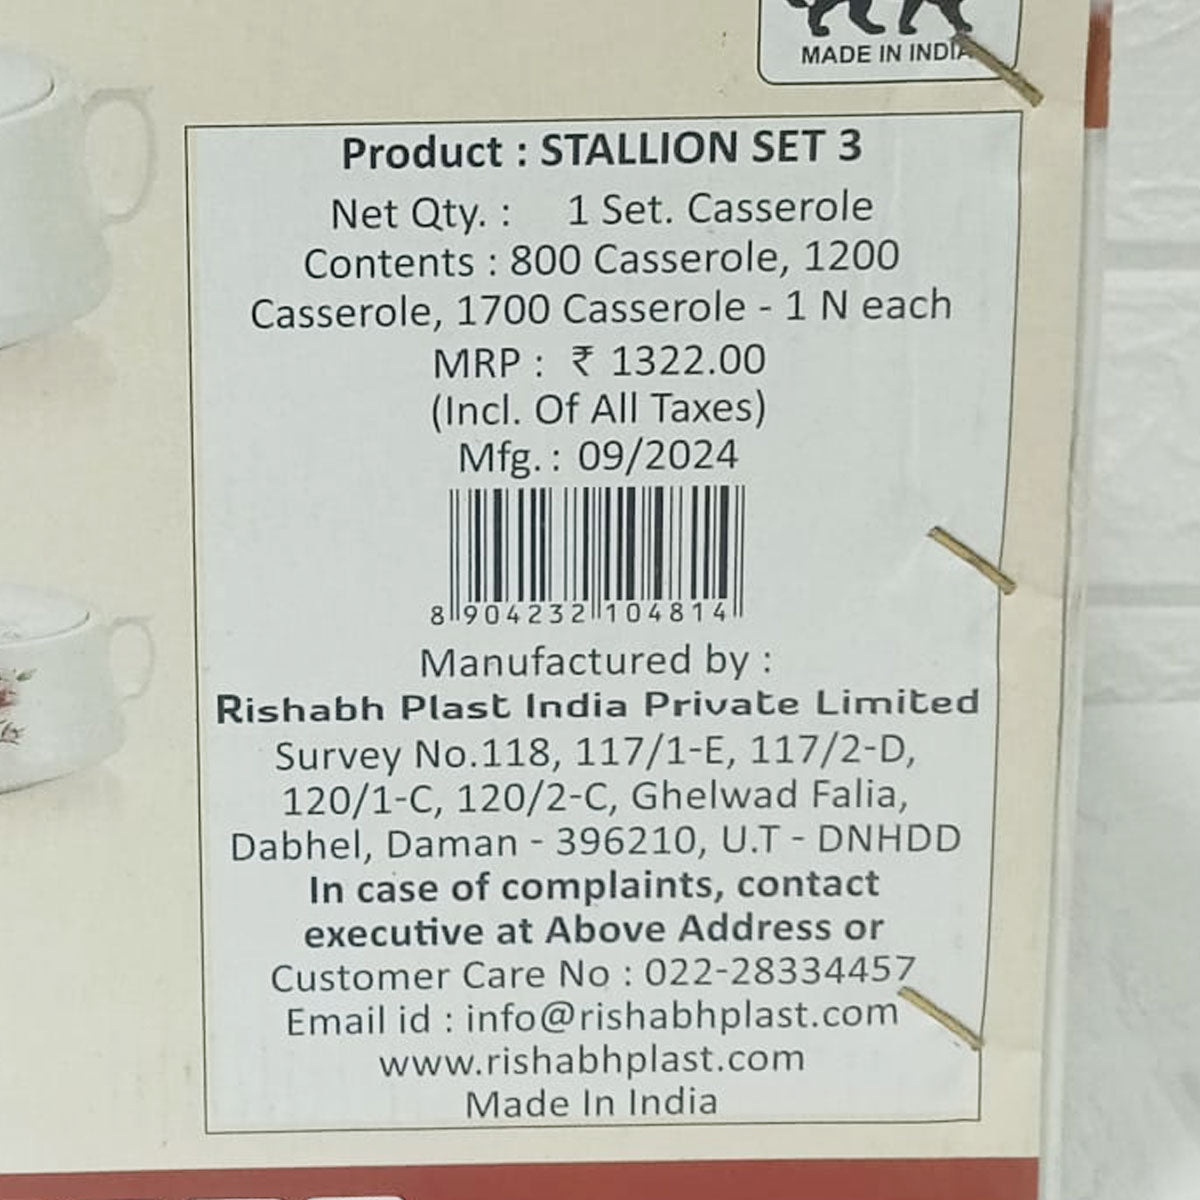 MADE IN INDIA
Product : STALLION SET 3
Net Qty. : 1 Set. Casserole
Contents : 800 Casserole, 1200
Casserole, 1700 Casserole - 1 N each
MRP : ₹ 1322.00
(Incl. Of All Taxes)
Mfg. : 09/2024
8 904232 104814
Manufactured by :
Rishabh Plast India Private Limited
Survey No.118, 117/1-E, 117/2-D,
120/1-C, 120/2-C, Ghelwad Falia,
Dabhel, Daman - 396210, U.T - DNHDD
In case of complaints, contact
executive at Above Address or
Customer Care No : 022-28334457
Email id : info@rishabhplast.com
www.rishabhplast.com
Made In India